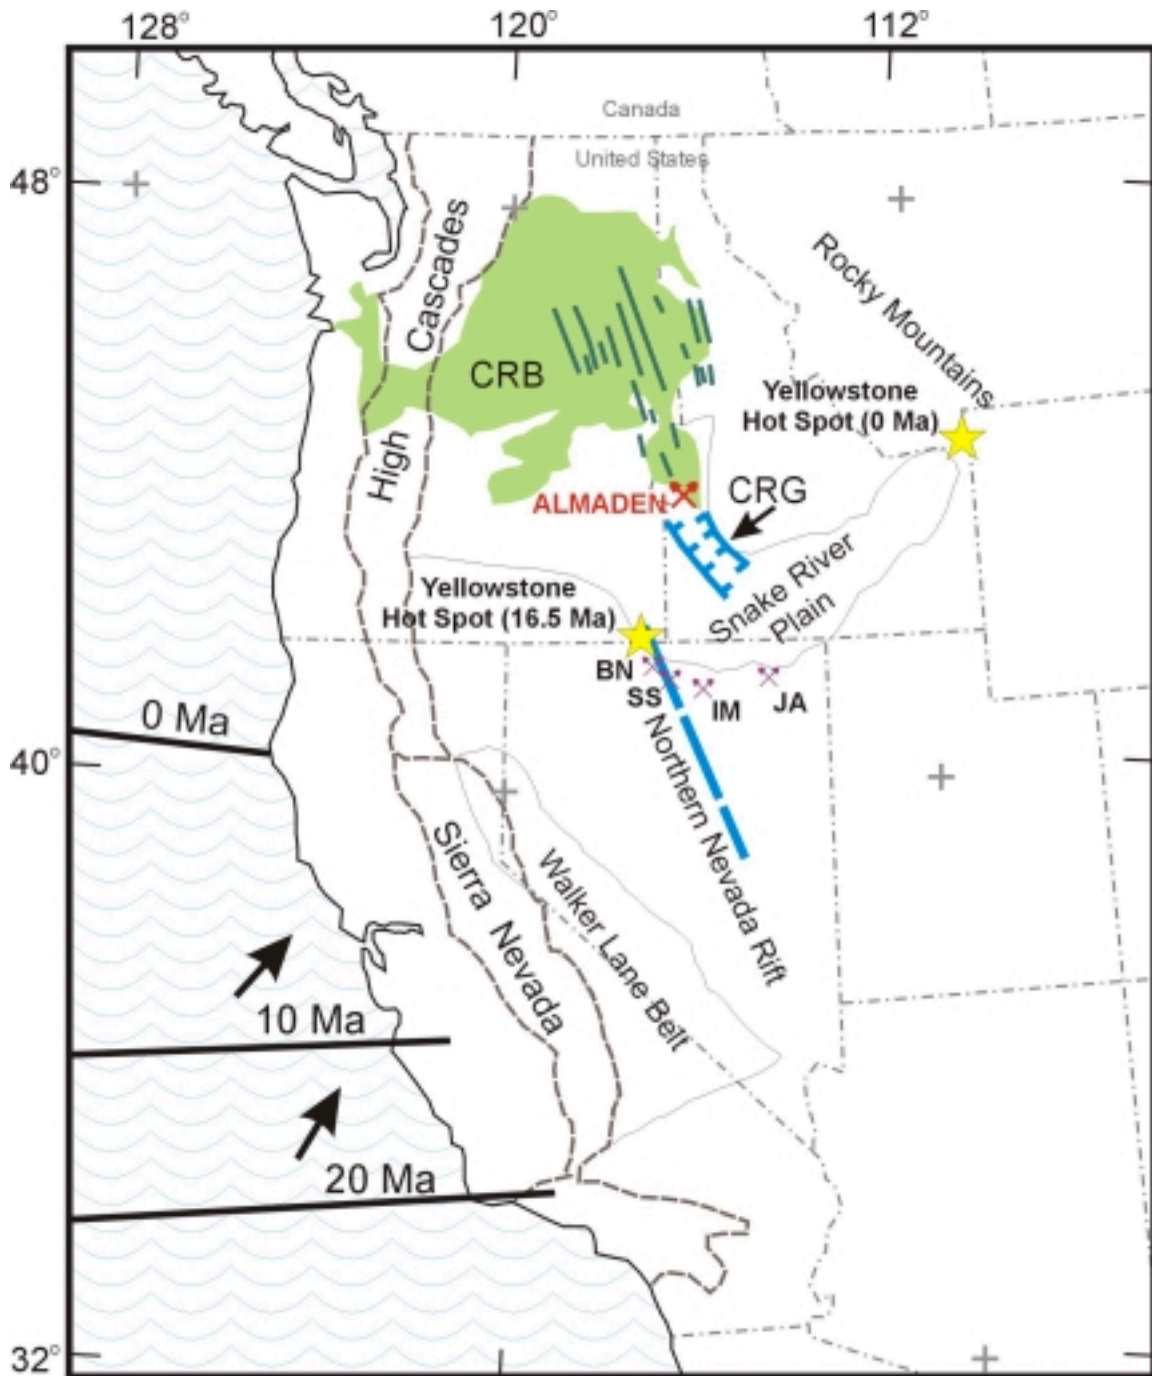 128°
120°
112°
Canada
United States
48°
High
Cascades
Rocky Mountains
CRB
Yellowstone
Hot Spot (0 Ma)
ALMADEN
CRG
Snake River
Plain
Yellowstone
Hot Spot (16.5 Ma)
BN
SS
IM
JA
0 Ma
40°
Northern Nevada Rift
Sierra Nevada
Walker Lane Belt
10 Ma
20 Ma
32°